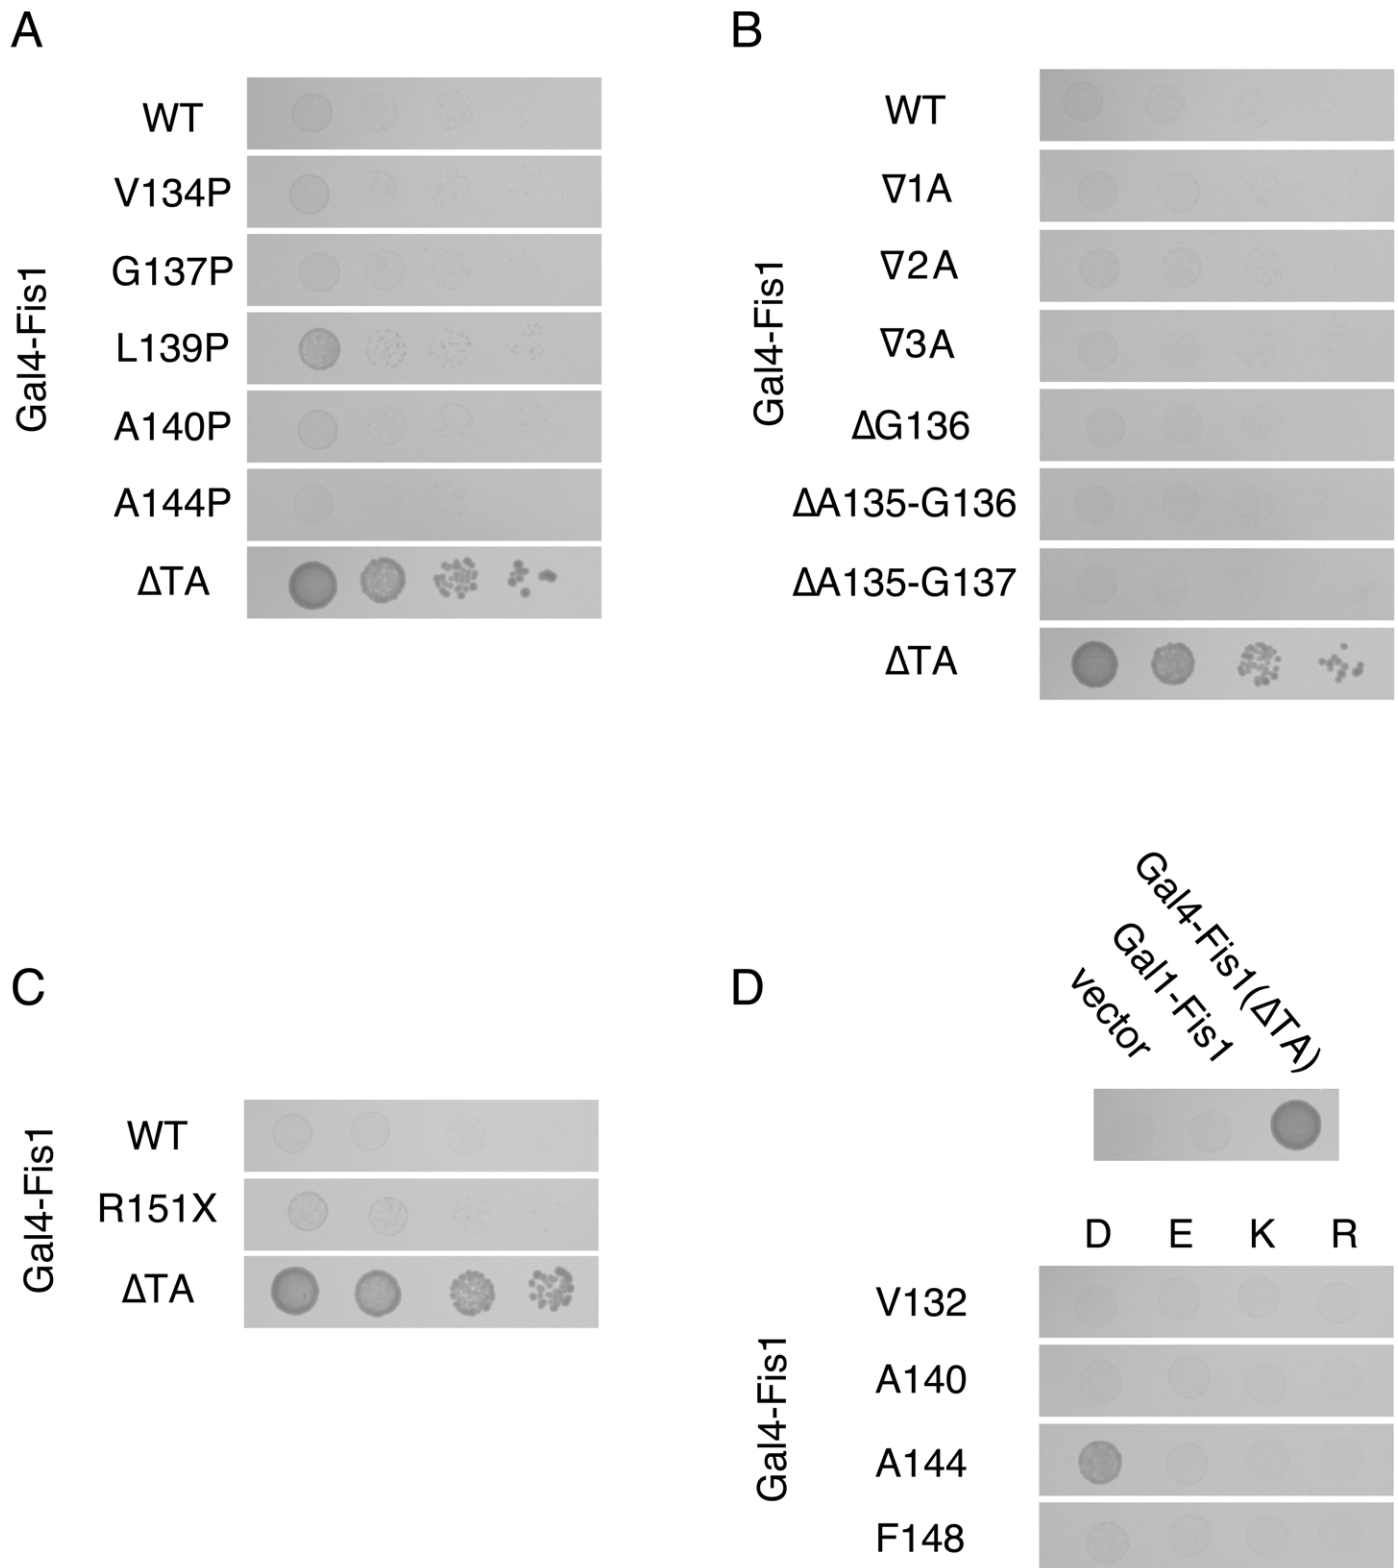 A
Gal4-Fis1
WT
V134P
G137P
L139P
A140P
A144P
ΔTA
B
Gal4-Fis1
WT
∇1A
∇2A
∇3A
ΔG136
ΔA135-G136
ΔA135-G137
ΔTA
C
Gal4-Fis1
WT
R151X
ΔTA
D
vector
Gal1-Fis1
Gal4-Fis1(ΔTA)
D E K R
Gal4-Fis1
V132
A140
A144
F148